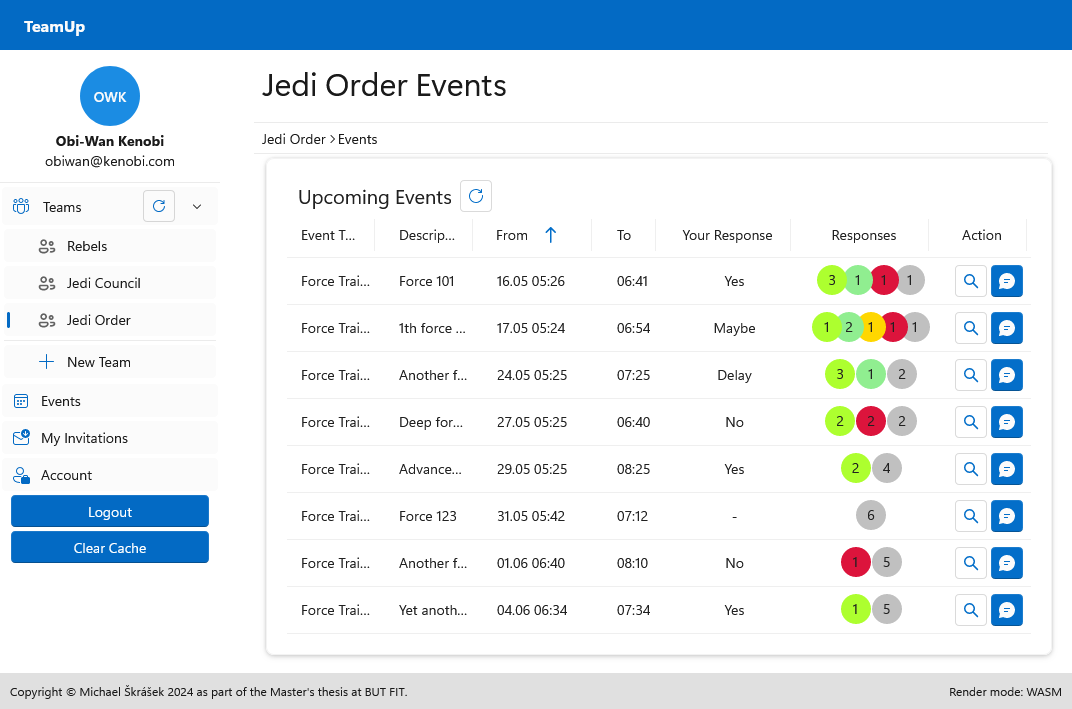 TeamUp
OWK
Obi-Wan Kenobi
obiwan@kenobi.com
Teams
Rebels
Jedi Council
Jedi Order
New Team
Events
My Invitations
Account
Logout
Clear Cache
Jedi Order Events
Jedi Order > Events
Upcoming Events
Event T... Descrip... From To Your Response Responses Action
Force Trai... Force 101 16.05 05:26 06:41 Yes 3 1 1 1
Force Trai... 1th force ... 17.05 05:24 06:54 Maybe 1 2 1 1 1
Force Trai... Another f... 24.05 05:25 07:25 Delay 3 1 2
Force Trai... Deep for... 27.05 05:25 06:40 No 2 2 2
Force Trai... Advance... 29.05 05:25 08:25 Yes 2 4
Force Trai... Force 123 31.05 05:42 07:12 - 6
Force Trai... Another f... 01.06 06:40 08:10 No 1 5
Force Trai... Yet anoth... 04.06 06:34 07:34 Yes 1 5
Copyright © Michael Škrášek 2024 as part of the Master's thesis at BUT FIT.
Render mode: WASM